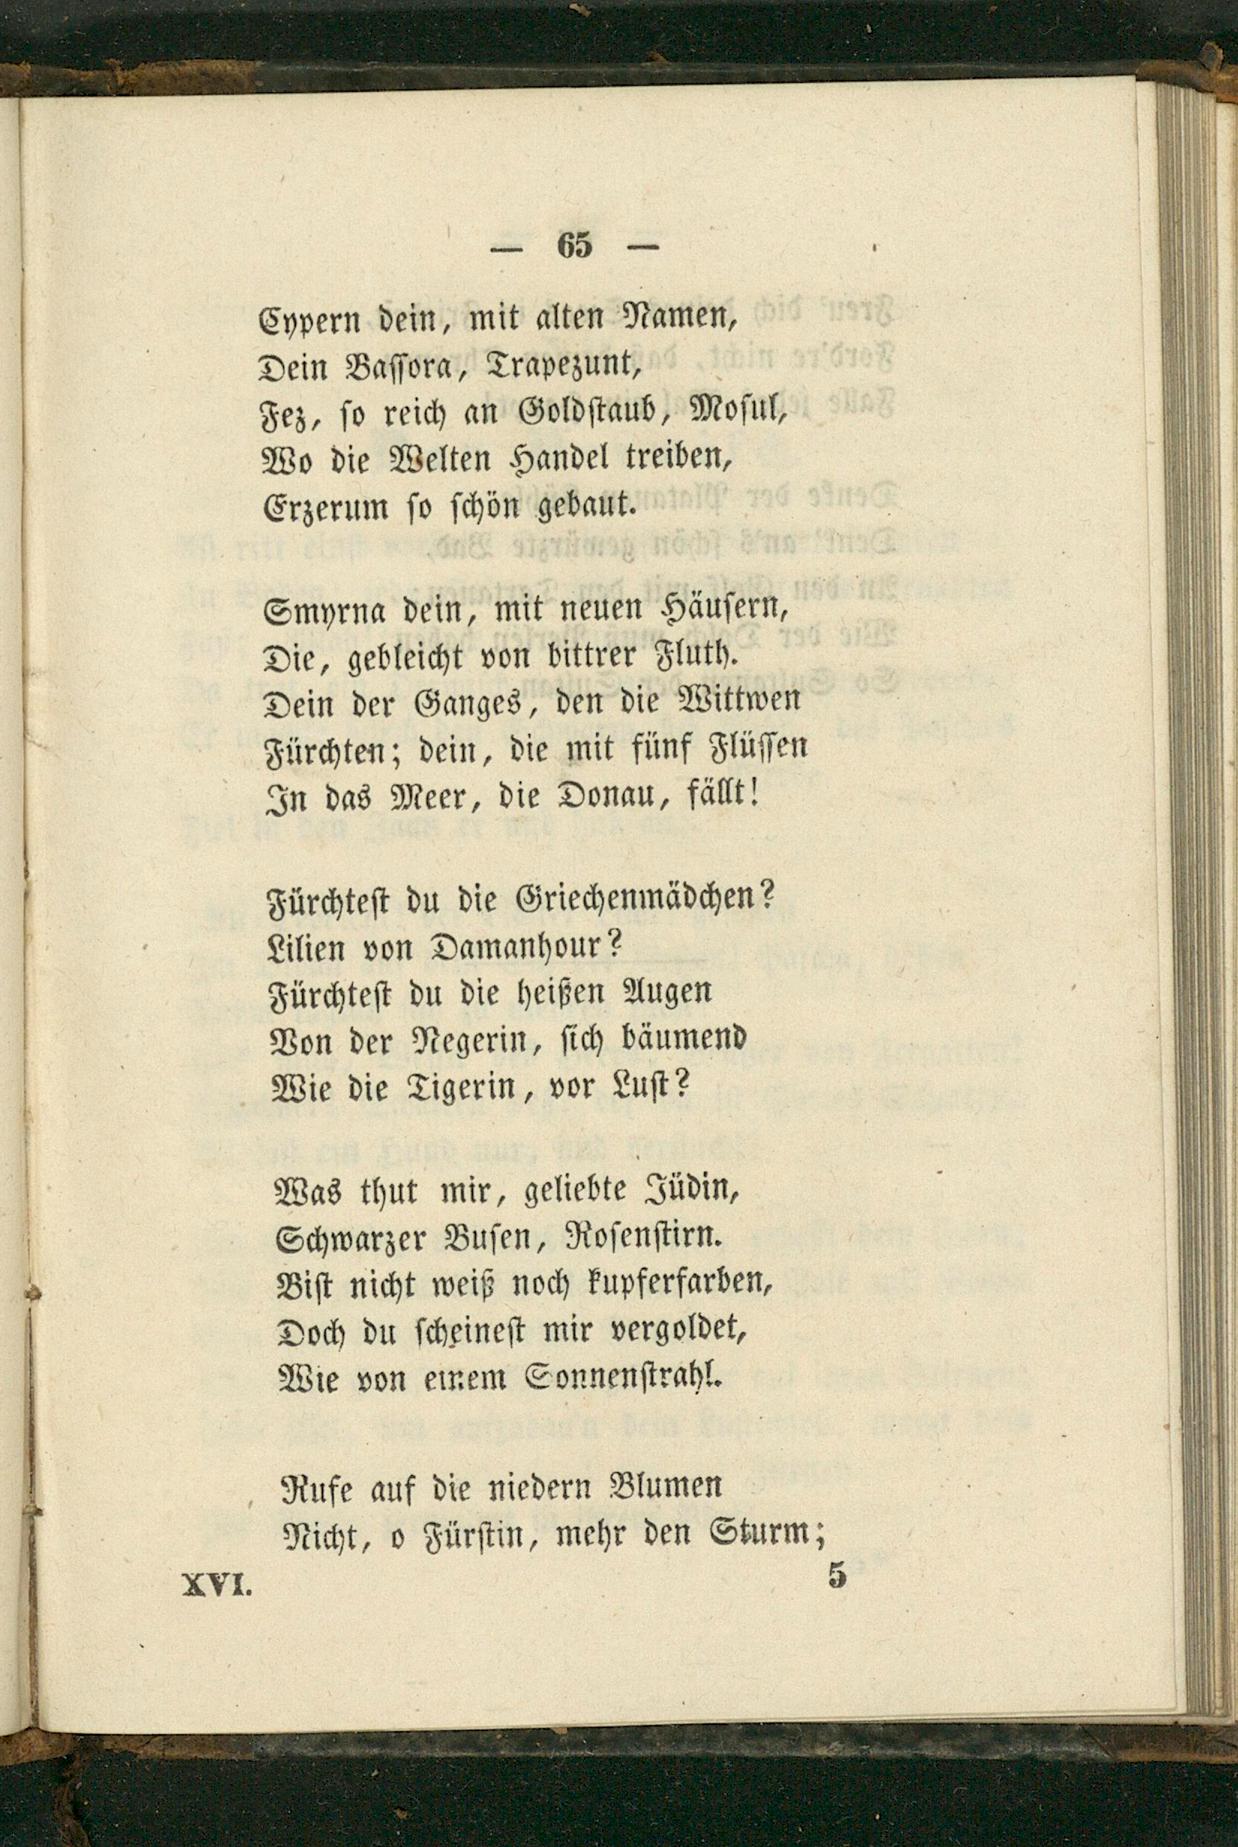 — 65 —
Cypern dein, mit alten Namen,
Dein Bassora, Trapezunt,
Fez, so reich an Goldstaub, Mosul,
Wo die Welten Handel treiben,
Erzerum so schön gebaut.
Smyrna dein, mit neuen Häusern,
Die, gebleicht von bittrer Fluth.
Dein der Ganges, den die Wittwen
Fürchten; dein, die mit fünf Flüssen
In das Meer, die Donau, fällt!
Fürchtest du die Griechenmädchen?
Lilien von Damanhour?
Fürchtest du die heißen Augen
Von der Negerin, sich bäumend
Wie die Tigerin, vor Lust?
Was thut mir, geliebte Jüdin,
Schwarzer Busen, Rosenstirn.
Bist nicht weiß noch kupferfarben,
Doch du scheinest mir vergoldet,
Wie von einem Sonnenstrahl.
Rufe auf die niedern Blumen
Nicht, o Fürstin, mehr den Sturm;
XVI. 5